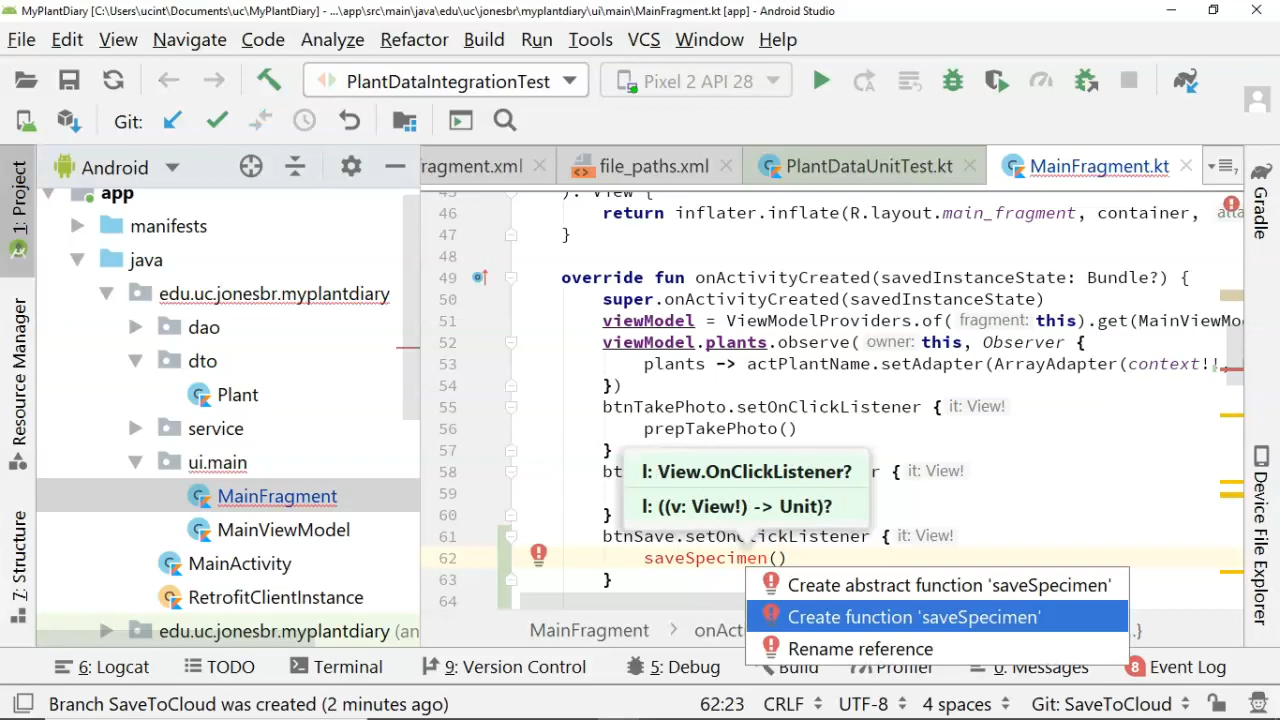 MyPlantDiary [C:\Users\ucint\Documents\uc\MyPlantDiary] - ...\app\src\main\java\edu\uc\jonesbr\myplantdiary\ui\main\MainFragment.kt [app] - Android Studio
File Edit View Navigate Code Analyze Refactor Build Run Tools VCS Window Help
PlantDataIntegrationTest Pixel 2 API 28
Git:
Android
ragment.xml file_paths.xml PlantDataUnitTest.kt MainFragment.kt
1: Project
Resource Manager
7: Structure
app
manifests
java
edu.uc.jonesbr.myplantdiary
dao
dto
Plant
service
ui.main
MainFragment
MainViewModel
MainActivity
RetrofitClientInstance
edu.uc.jonesbr.myplantdiary (an
): View {
46 return inflater.inflate(R.layout.main_fragment, container, atta
47 }
48
49 override fun onActivityCreated(savedInstanceState: Bundle?) {
50 super.onActivityCreated(savedInstanceState)
51 viewModel = ViewModelProviders.of( fragment: this).get(MainViewMo
52 viewModel.plants.observe( owner: this, Observer {
53 plants -> actPlantName.setAdapter(ArrayAdapter(context!!,
54 })
55 btnTakePhoto.setOnClickListener { it: View!
56 prepTakePhoto()
57 }
l: View.OnClickListener?
58 bt { it: View!
59
l: ((v: View!) -> Unit)?
60 }
61 btnSave.setOnClickListener { it: View!
62 saveSpecimen()
63 }
64
Create abstract function 'saveSpecimen'
Create function 'saveSpecimen'
Rename reference
MainFragment onAct }
Gradle
Device File Explorer
6: Logcat TODO Terminal 9: Version Control 5: Debug Build Profiler 0: Messages 8 Event Log
Branch SaveToCloud was created (2 minutes ago) 62:23 CRLF UTF-8 4 spaces Git: SaveToCloud